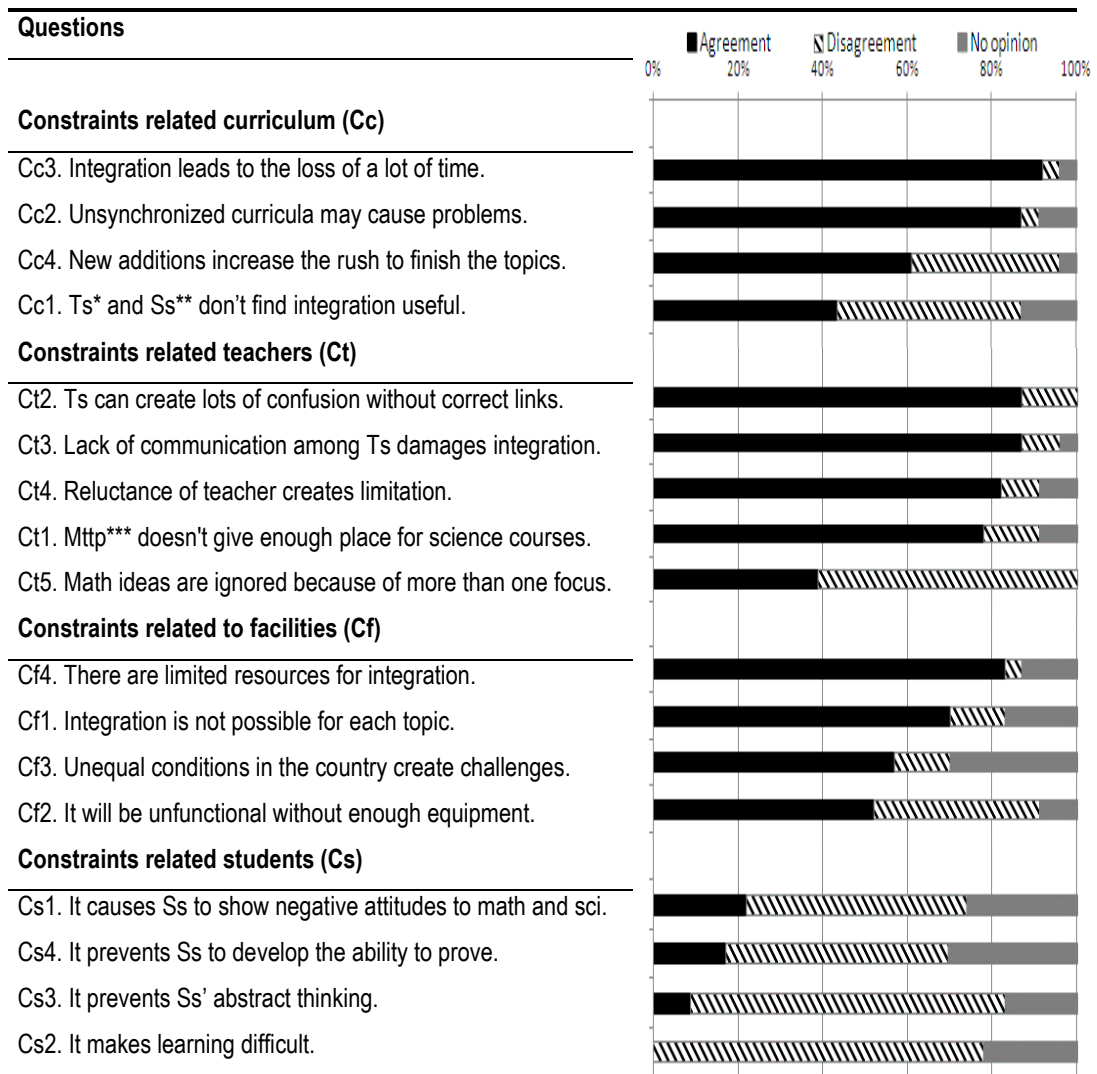 Questions
Agreement Disagreement No opinion
0% 20% 40% 60% 80% 100%
Constraints related curriculum (Cc)
Cc3. Integration leads to the loss of a lot of time.
Cc2. Unsynchronized curricula may cause problems.
Cc4. New additions increase the rush to finish the topics.
Cc1. Ts* and Ss** don’t find integration useful.
Constraints related teachers (Ct)
Ct2. Ts can create lots of confusion without correct links.
Ct3. Lack of communication among Ts damages integration.
Ct4. Reluctance of teacher creates limitation.
Ct1. Mttp*** doesn't give enough place for science courses.
Ct5. Math ideas are ignored because of more than one focus.
Constraints related to facilities (Cf)
Cf4. There are limited resources for integration.
Cf1. Integration is not possible for each topic.
Cf3. Unequal conditions in the country create challenges.
Cf2. It will be unfunctional without enough equipment.
Constraints related students (Cs)
Cs1. It causes Ss to show negative attitudes to math and sci.
Cs4. It prevents Ss to develop the ability to prove.
Cs3. It prevents Ss’ abstract thinking.
Cs2. It makes learning difficult.